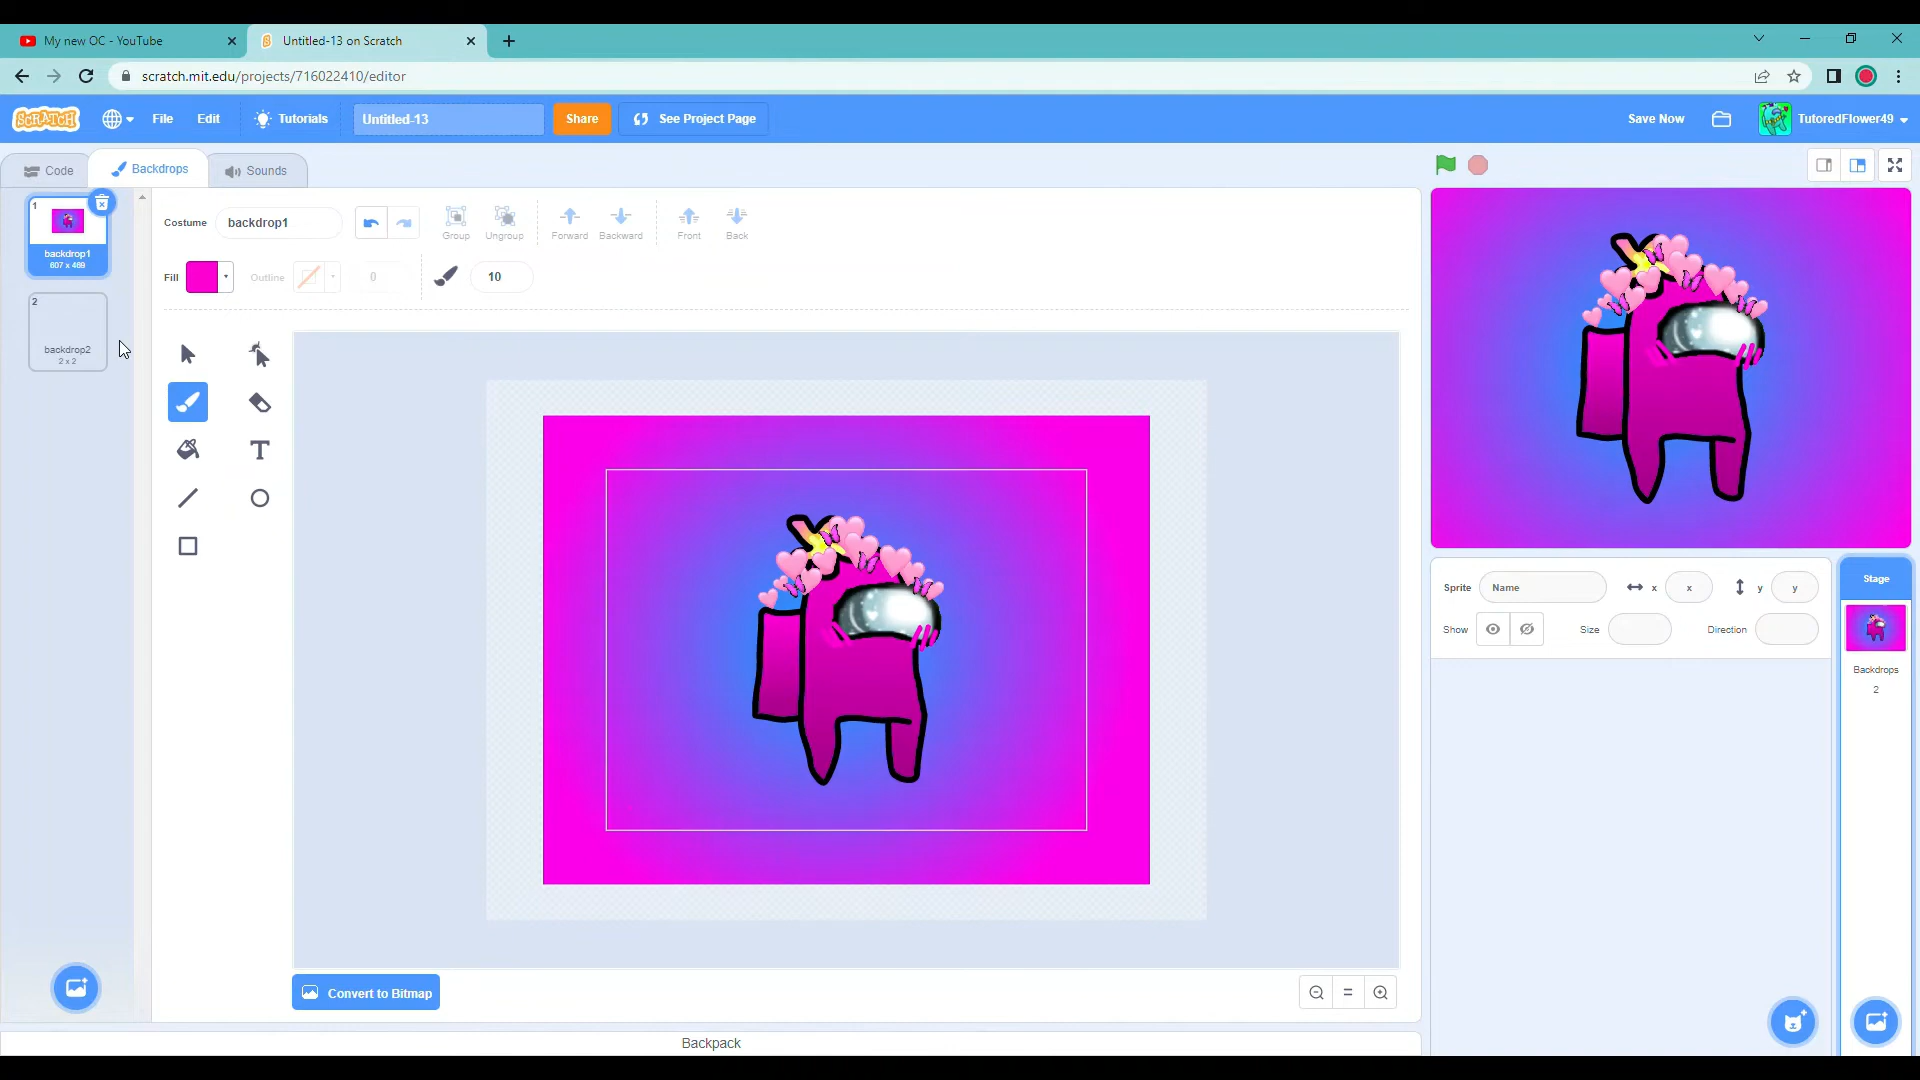 My new OC - YouTube
Untitled-13 on Scratch
scratch.mit.edu/projects/716022410/editor
SCRATCH
File
Edit
Tutorials
Untitled-13
Share
See Project Page
Save Now
TutoredFlower49
Code
Backdrops
Sounds
1
backdrop1
607 x 469
2
backdrop2
2 x 2
Costume
backdrop1
Group
Ungroup
Forward
Backward
Front
Back
Fill
Outline
0
10
Convert to Bitmap
Backpack
Sprite
Name
x
x
y
y
Show
Size
Direction
Stage
Backdrops
2